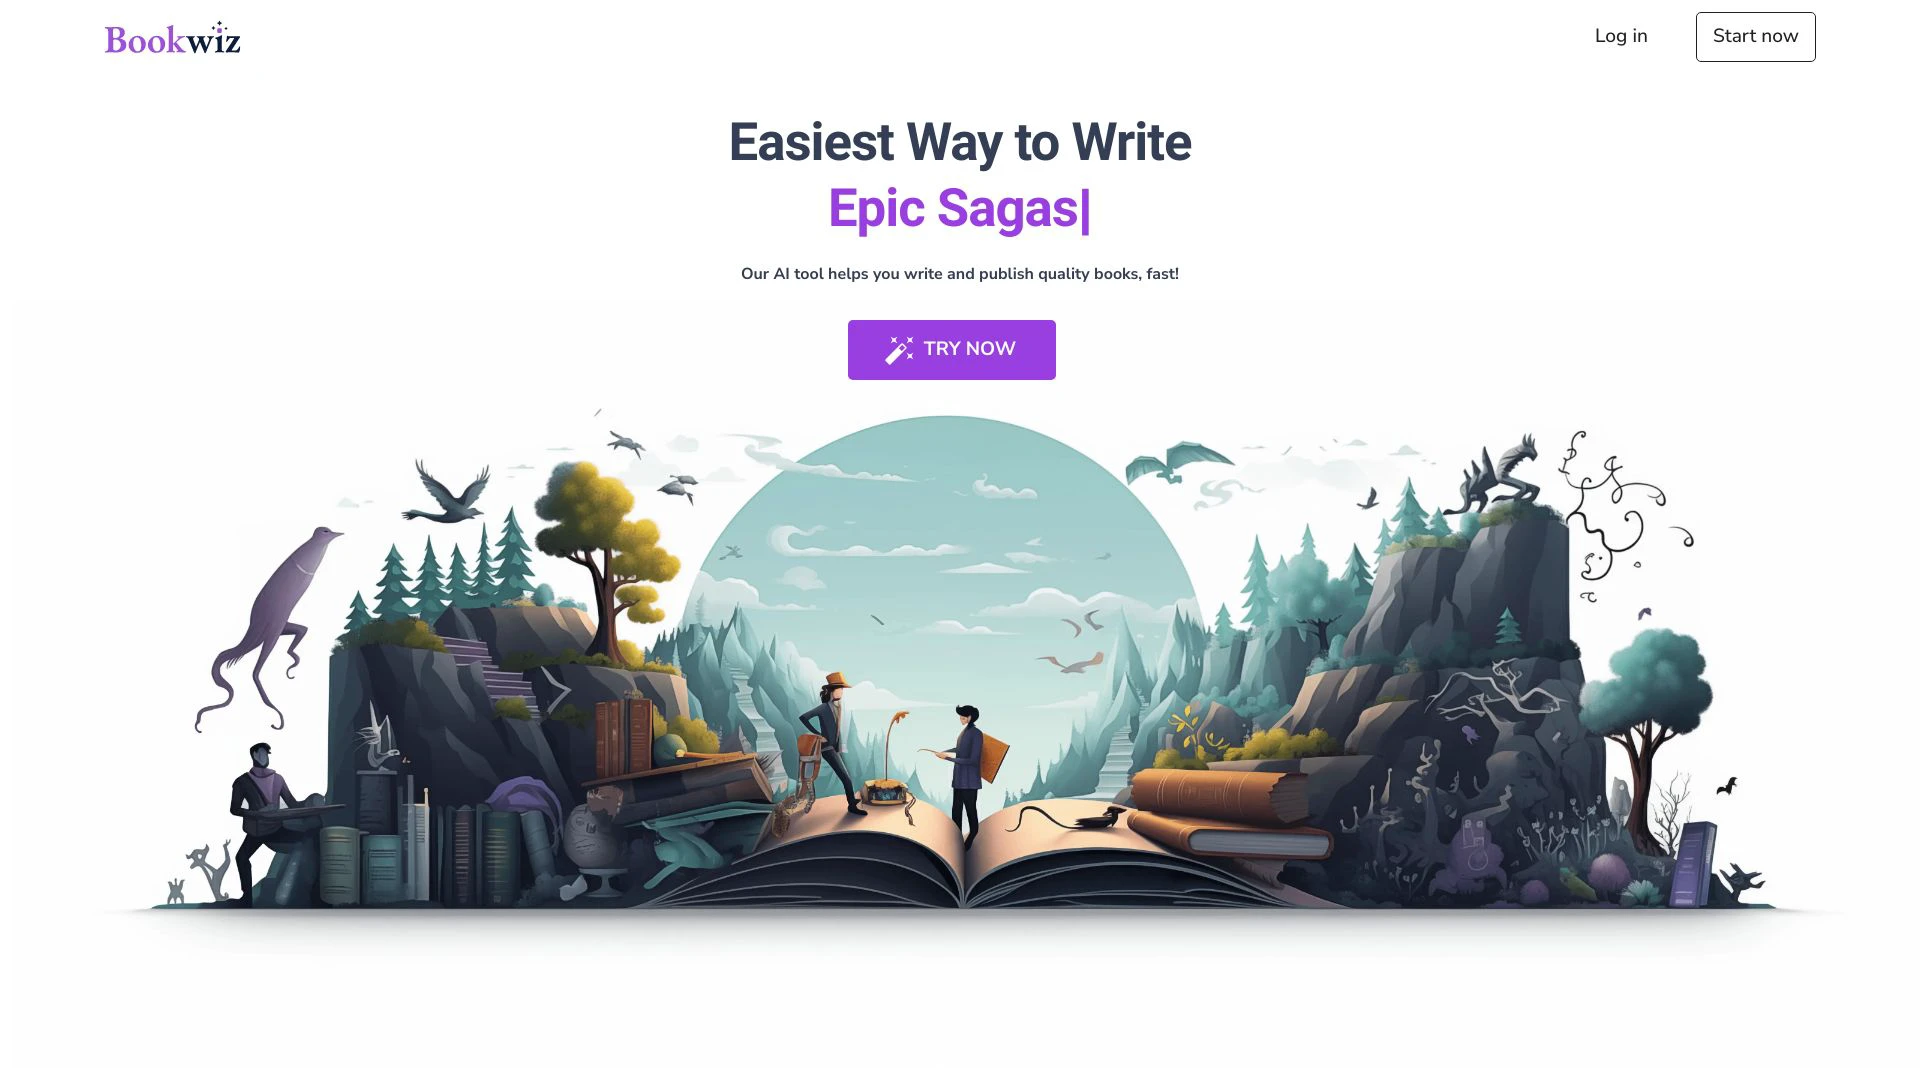 Bookwiz
Log in
Start now
Easiest Way to Write
Epic Sagas|
Our AI tool helps you write and publish quality books, fast!
TRY NOW